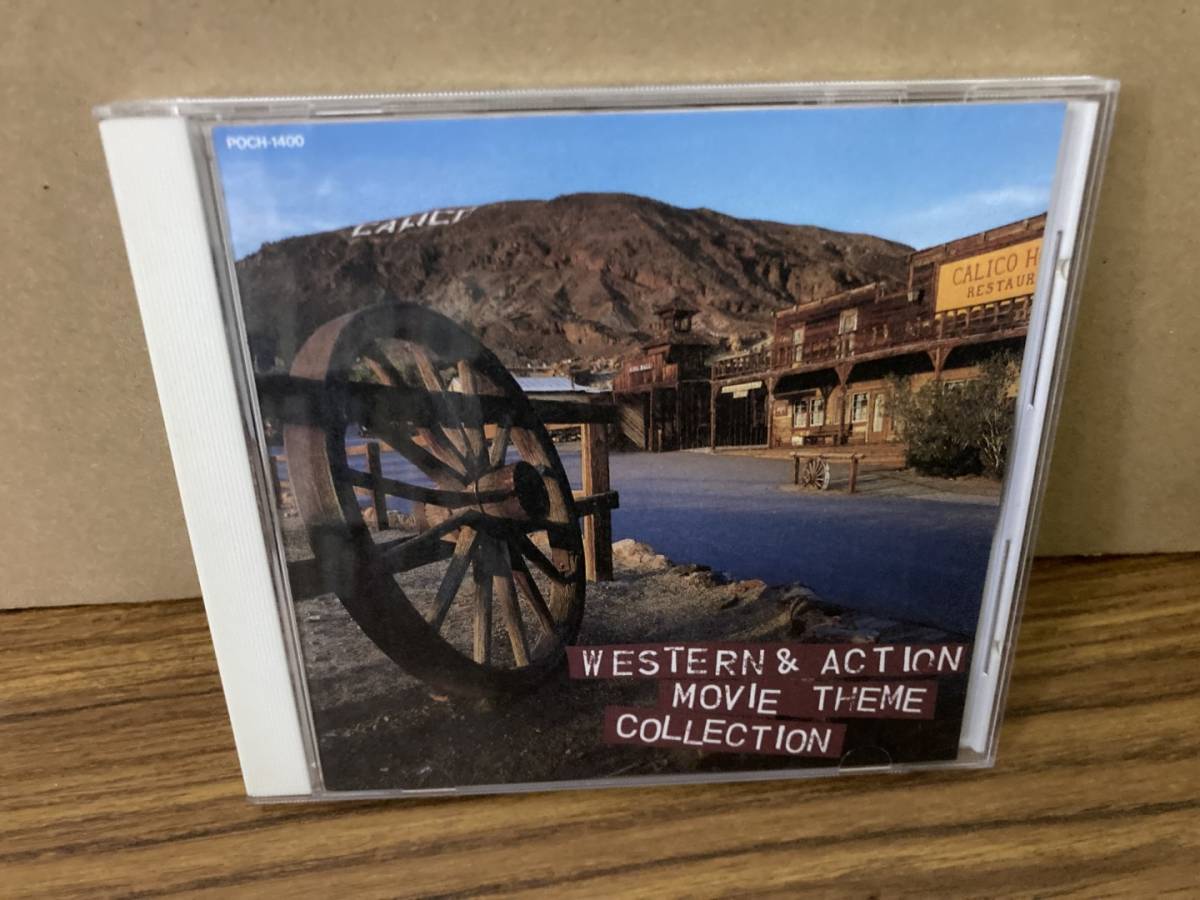 POCH-1400
CALICO
CALICO H
RESTAUR
WESTERN & ACTION
MOVIE THEME
COLLECTION